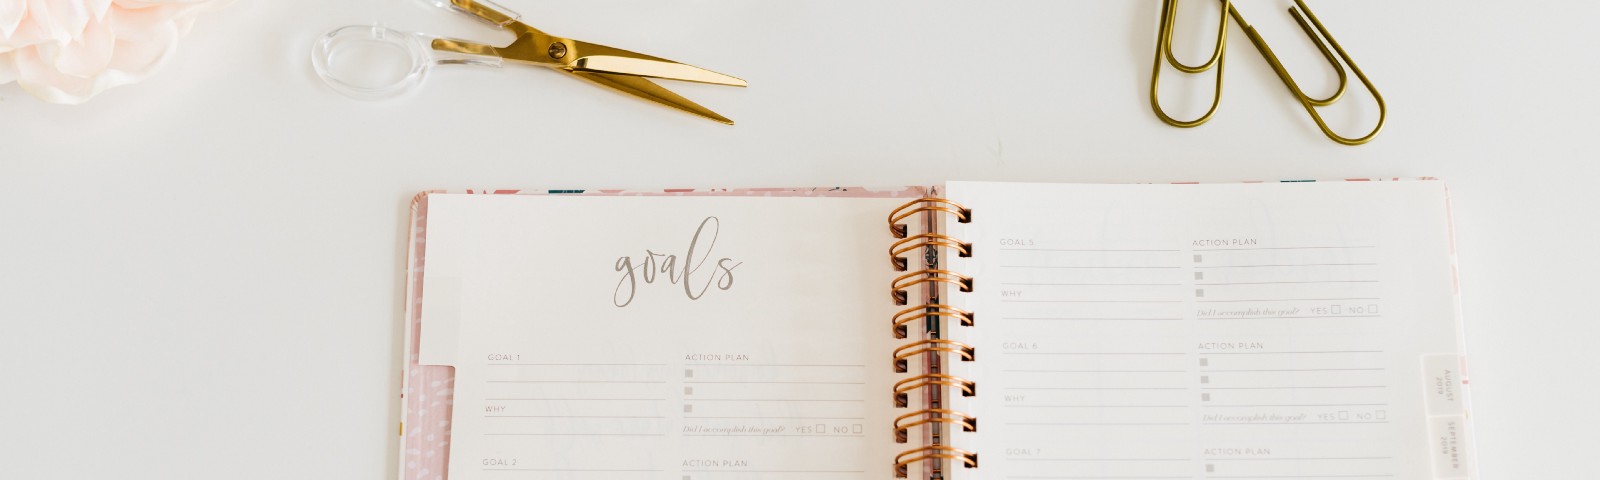 goals
GOAL 1 ACTION PLAN
WHY
Did I accomplish this goal? YES NO
GOAL 2 ACTION PLAN
GOAL 5 ACTION PLAN
WHY
Did I accomplish this goal? YES NO
GOAL 6 ACTION PLAN
WHY
Did I accomplish this goal? YES NO
GOAL 7 ACTION PLAN
AUGUST
2019
SEPTEMBER
2019